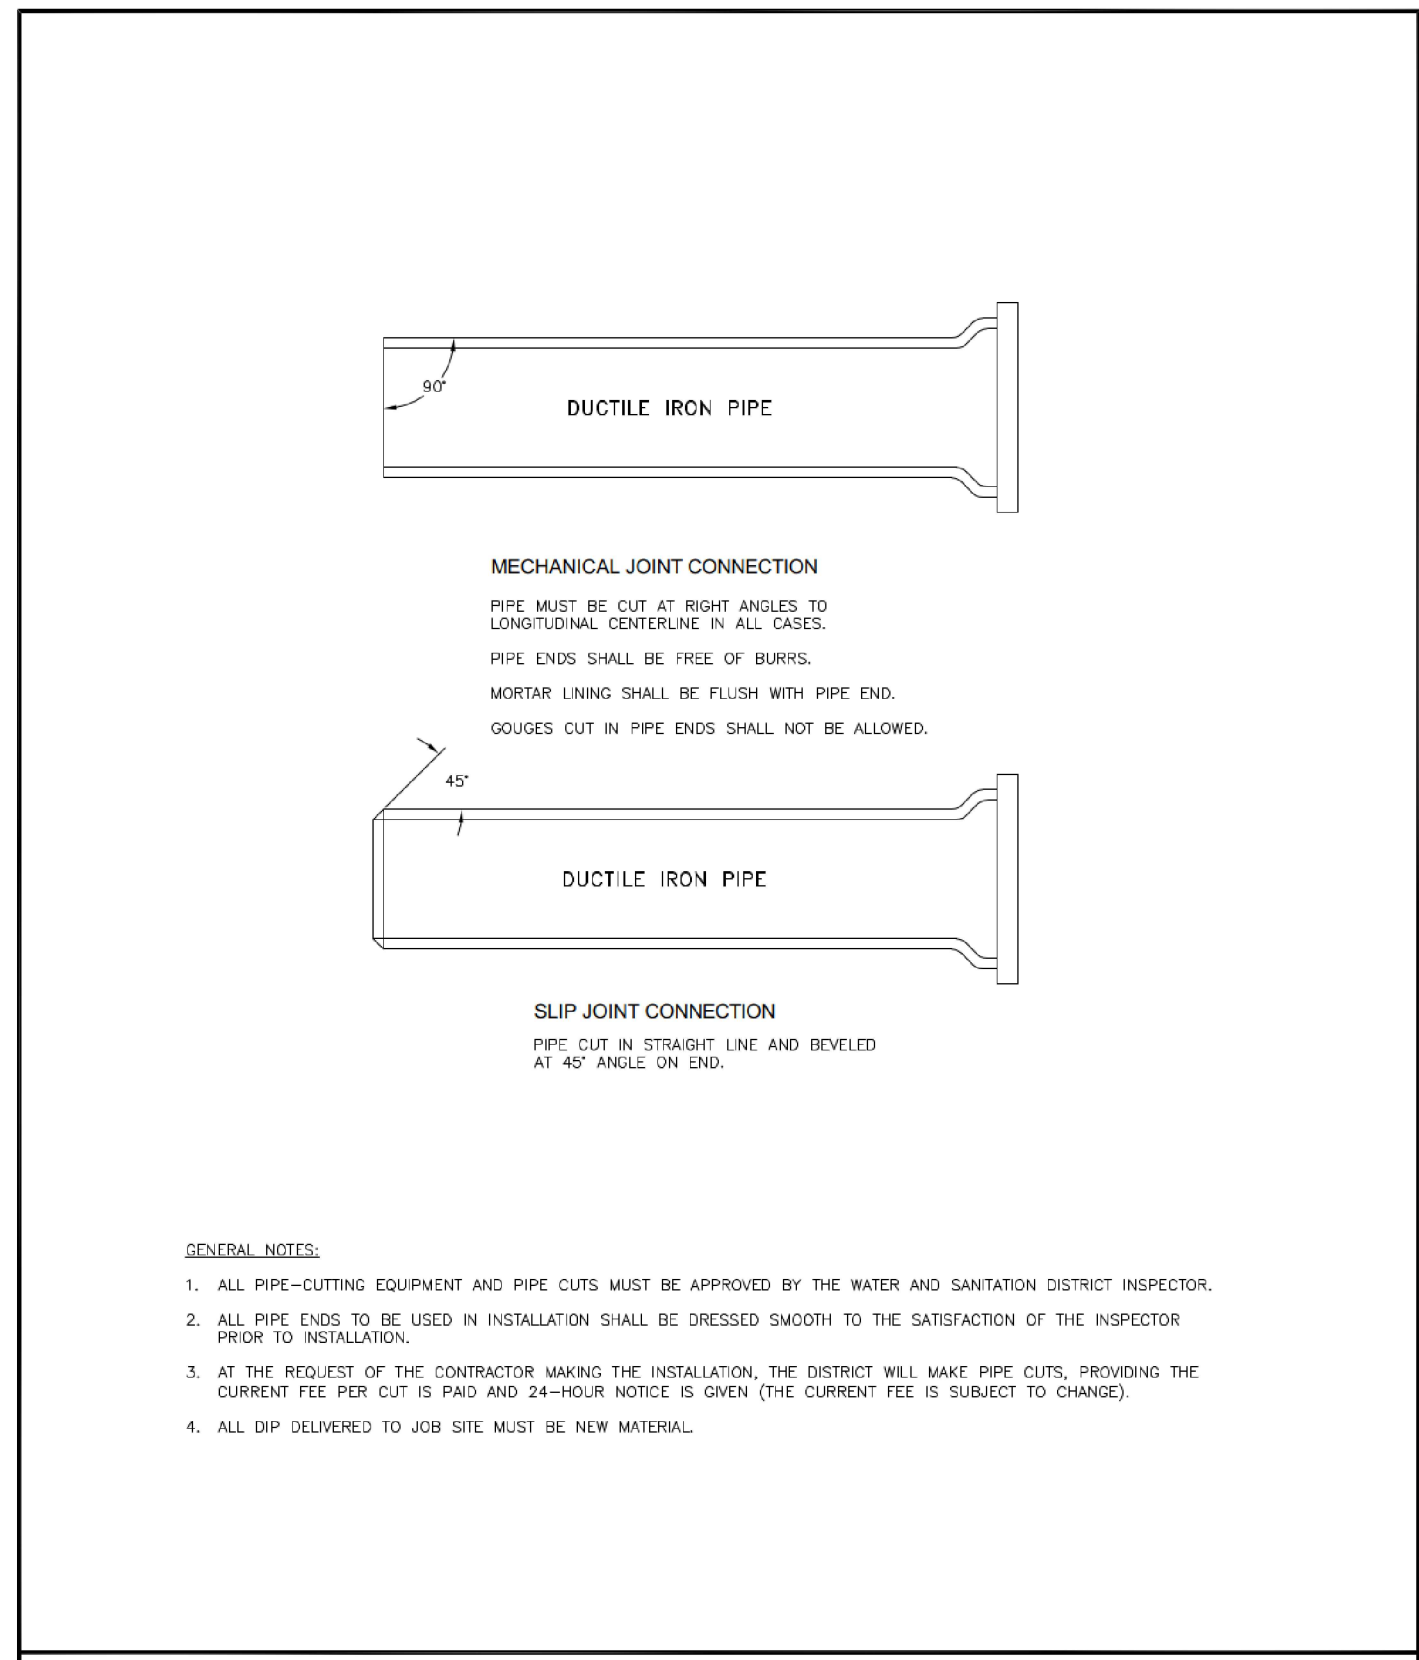 90°
DUCTILE IRON PIPE
MECHANICAL JOINT CONNECTION
PIPE MUST BE CUT AT RIGHT ANGLES TO
LONGITUDINAL CENTERLINE IN ALL CASES.
PIPE ENDS SHALL BE FREE OF BURRS.
MORTAR LINING SHALL BE FLUSH WITH PIPE END.
GOUGES CUT IN PIPE ENDS SHALL NOT BE ALLOWED.
45°
DUCTILE IRON PIPE
SLIP JOINT CONNECTION
PIPE CUT IN STRAIGHT LINE AND BEVELED
AT 45° ANGLE ON END.
GENERAL NOTES:
1. ALL PIPE-CUTTING EQUIPMENT AND PIPE CUTS MUST BE APPROVED BY THE WATER AND SANITATION DISTRICT INSPECTOR.
2. ALL PIPE ENDS TO BE USED IN INSTALLATION SHALL BE DRESSED SMOOTH TO THE SATISFACTION OF THE INSPECTOR
PRIOR TO INSTALLATION.
3. AT THE REQUEST OF THE CONTRACTOR MAKING THE INSTALLATION, THE DISTRICT WILL MAKE PIPE CUTS, PROVIDING THE
CURRENT FEE PER CUT IS PAID AND 24-HOUR NOTICE IS GIVEN (THE CURRENT FEE IS SUBJECT TO CHANGE).
4. ALL DIP DELIVERED TO JOB SITE MUST BE NEW MATERIAL.